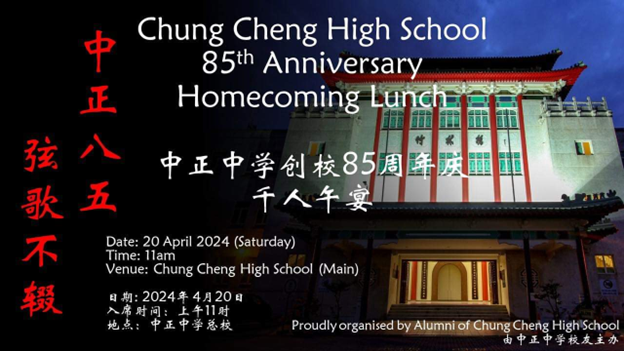 Chung Cheng High School
85th Anniversary
Homecoming Lunch
中正八五
弦歌不辍
中正中学创校85周年庆
千人午宴
Date: 20 April 2024 (Saturday)
Time: 11am
Venue: Chung Cheng High School (Main)
日期: 2024年4月20日
入席时间: 上午11时
地点: 中正中学总校
Proudly organised by Alumni of Chung Cheng High School
由中正中学校友主办